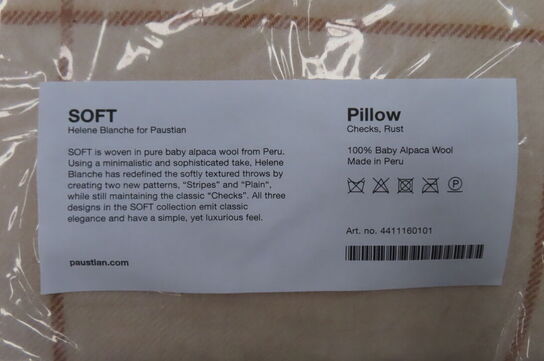 SOFT
Helene Blanche for Paustian
SOFT is woven in pure baby alpaca wool from Peru.
Using a minimalistic and sophisticated take, Helene
Blanche has redefined the softly textured throws by
creating two new patterns, “Stripes” and “Plain”,
while still maintaining the classic “Checks”. All three
designs in the SOFT collection emit classic
elegance and have a simple, yet luxurious feel.
paustian.com
Pillow
Checks, Rust
100% Baby Alpaca Wool
Made in Peru
P
Art. no. 4411160101